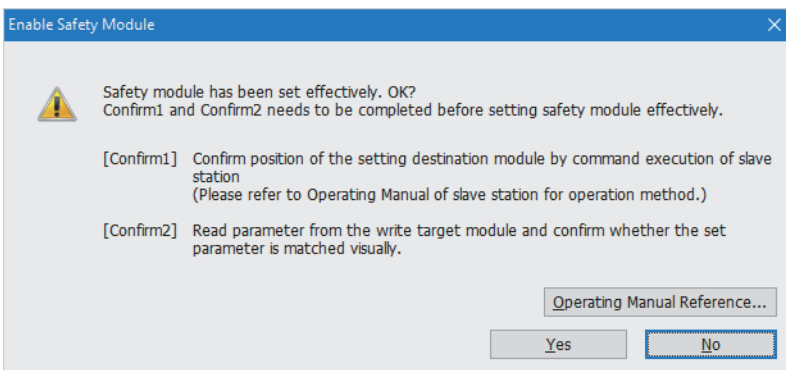 Enable Safety Module
Safety module has been set effectively. OK?
Confirm1 and Confirm2 needs to be completed before setting safety module effectively.
[Confirm1] Confirm position of the setting destination module by command execution of slave
station
(Please refer to Operating Manual of slave station for operation method.)
[Confirm2] Read parameter from the write target module and confirm whether the set
parameter is matched visually.
Operating Manual Reference...
Yes No